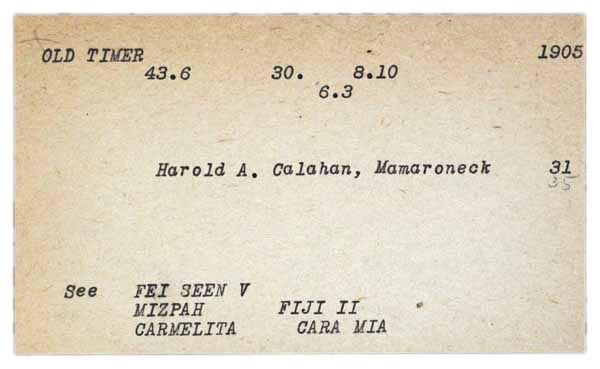 OLD TIMER 1905
43.6 30. 8.10
6.3
Harold A. Calahan, Mamaroneck 31
35
See FEI SEEN V
MIZPAH FIJI II
CARMELITA CARA MIA